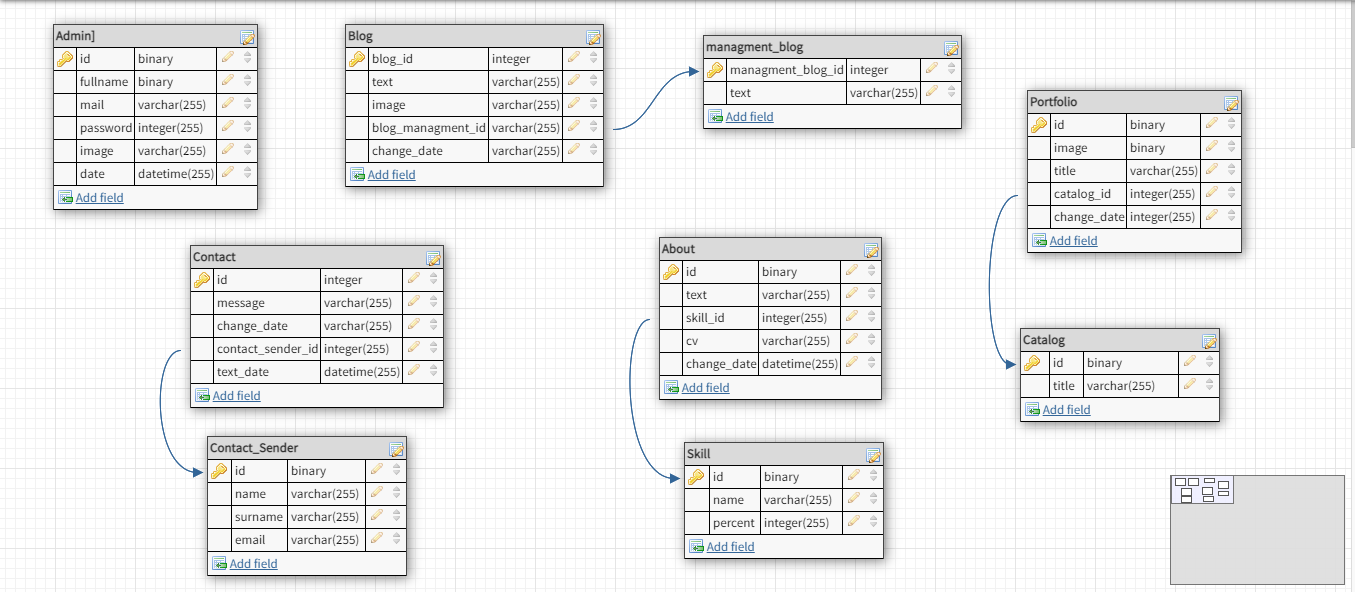 Admin]
id binary
fullname binary
mail varchar(255)
password integer(255)
image varchar(255)
date datetime(255)
Add field
Blog
blog_id integer
text varchar(255)
image varchar(255)
blog_managment_id varchar(255)
change_date varchar(255)
Add field
managment_blog
managment_blog_id integer
text varchar(255)
Add field
Portfolio
id binary
image binary
title varchar(255)
catalog_id integer(255)
change_date integer(255)
Add field
Contact
id integer
message varchar(255)
change_date varchar(255)
contact_sender_id integer(255)
text_date datetime(255)
Add field
About
id binary
text varchar(255)
skill_id integer(255)
cv varchar(255)
change_date datetime(255)
Add field
Catalog
id binary
title varchar(255)
Add field
Contact_Sender
id binary
name varchar(255)
surname varchar(255)
email varchar(255)
Add field
Skill
id binary
name varchar(255)
percent integer(255)
Add field